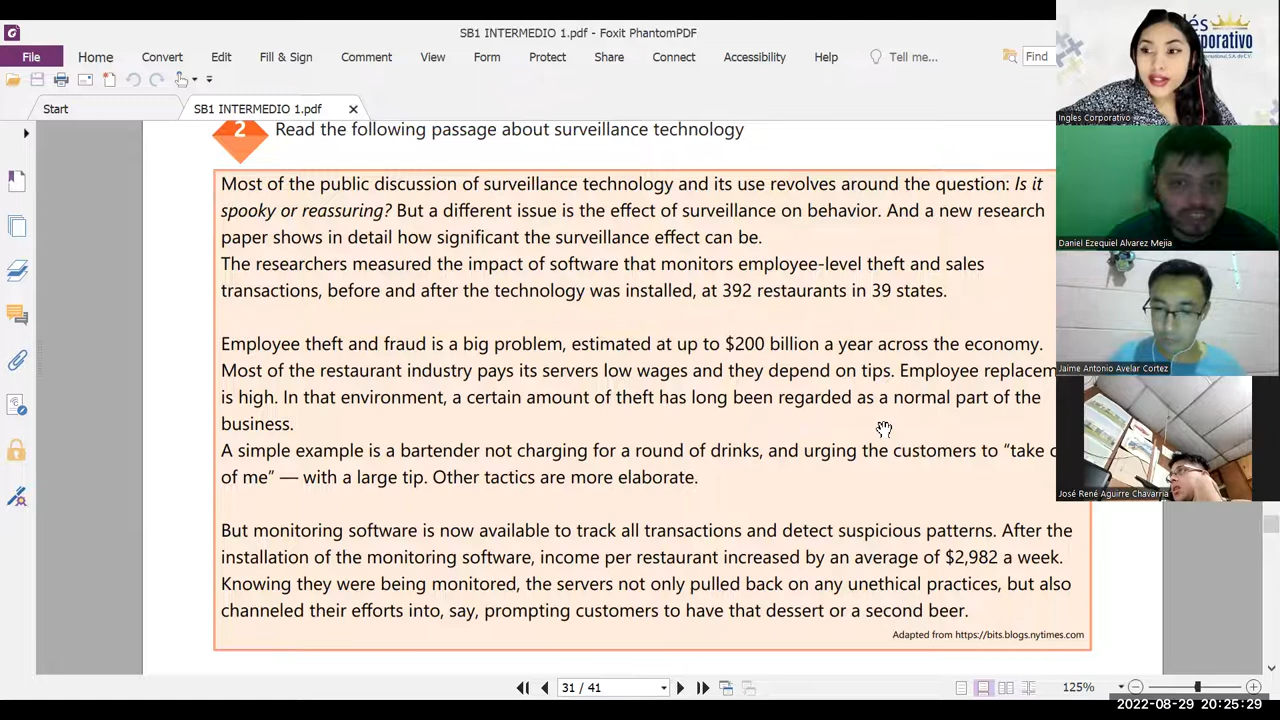 SB1 INTERMEDIO 1.pdf - Foxit PhantomPDF
File Home Convert Edit Fill & Sign Comment View Form Protect Share Connect Accessibility Help Tell me... Find
Start SB1 INTERMEDIO 1.pdf
2 Read the following passage about surveillance technology
Most of the public discussion of surveillance technology and its use revolves around the question: Is it
spooky or reassuring? But a different issue is the effect of surveillance on behavior. And a new research
paper shows in detail how significant the surveillance effect can be.
The researchers measured the impact of software that monitors employee-level theft and sales
transactions, before and after the technology was installed, at 392 restaurants in 39 states.
Employee theft and fraud is a big problem, estimated at up to $200 billion a year across the economy.
Most of the restaurant industry pays its servers low wages and they depend on tips. Employee replacem
is high. In that environment, a certain amount of theft has long been regarded as a normal part of the
business.
A simple example is a bartender not charging for a round of drinks, and urging the customers to “take c
of me” — with a large tip. Other tactics are more elaborate.
But monitoring software is now available to track all transactions and detect suspicious patterns. After the
installation of the monitoring software, income per restaurant increased by an average of $2,982 a week.
Knowing they were being monitored, the servers not only pulled back on any unethical practices, but also
channeled their efforts into, say, prompting customers to have that dessert or a second beer.
Adapted from https://bits.blogs.nytimes.com
31 / 41
125%
és
rporativo
Ingles Corporativo
Daniel Ezequiel Alvarez Mejia
Jaime Antonio Avelar Cortez
José René Aguirre Chavarria
2022-08-29 20:25:29